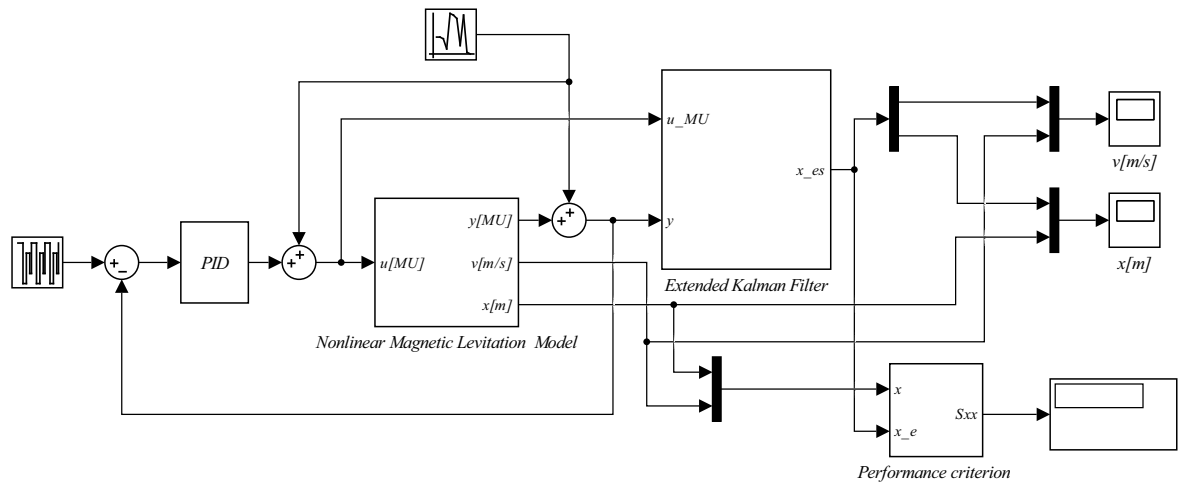 u_MU
x_es
y
Extended Kalman Filter
v[m/s]
x[m]
PID
u[MU]
y[MU]
v[m/s]
x[m]
Nonlinear Magnetic Levitation Model
x
x_e
Sxx
Performance criterion